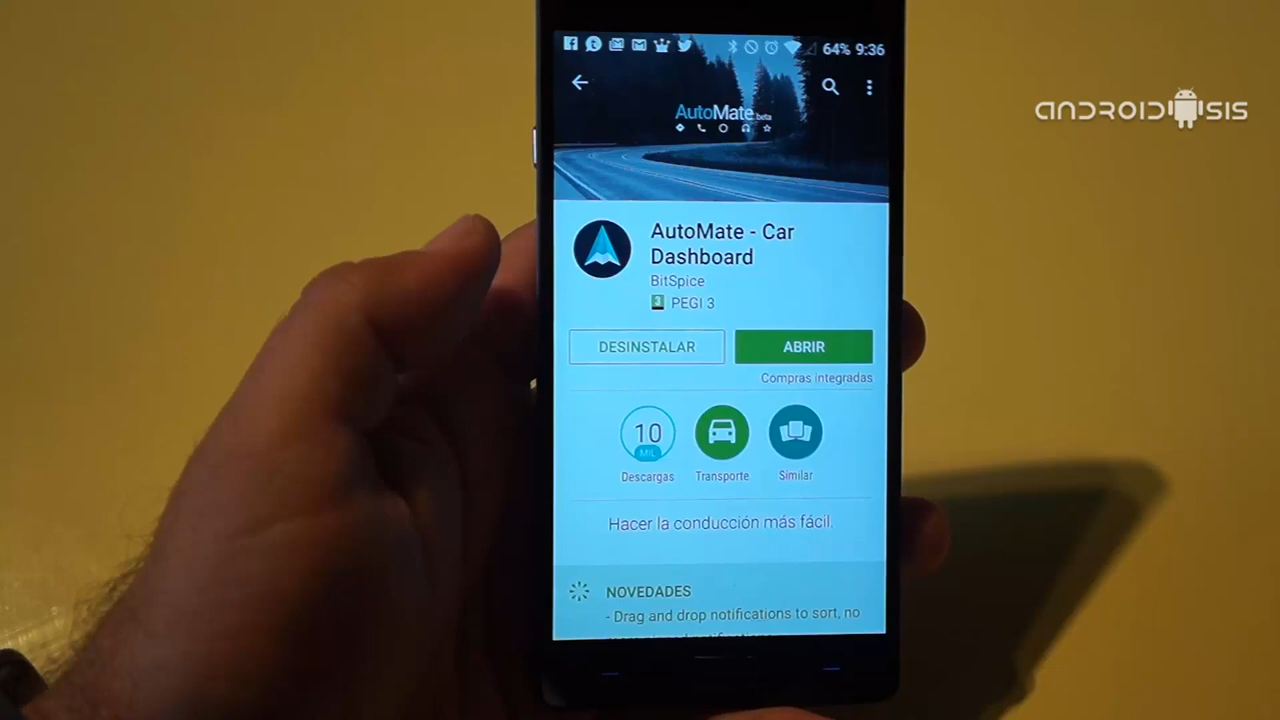 64% 9:36
AutoMate.beta
ANDROIDSIS
AutoMate - Car
Dashboard
BitSpice
3 PEGI 3
DESINSTALAR
ABRIR
Compras integradas
10
MIL
Descargas
Transporte
Similar
Hacer la conducción más fácil.
NOVEDADES
- Drag and drop notifications to sort, no